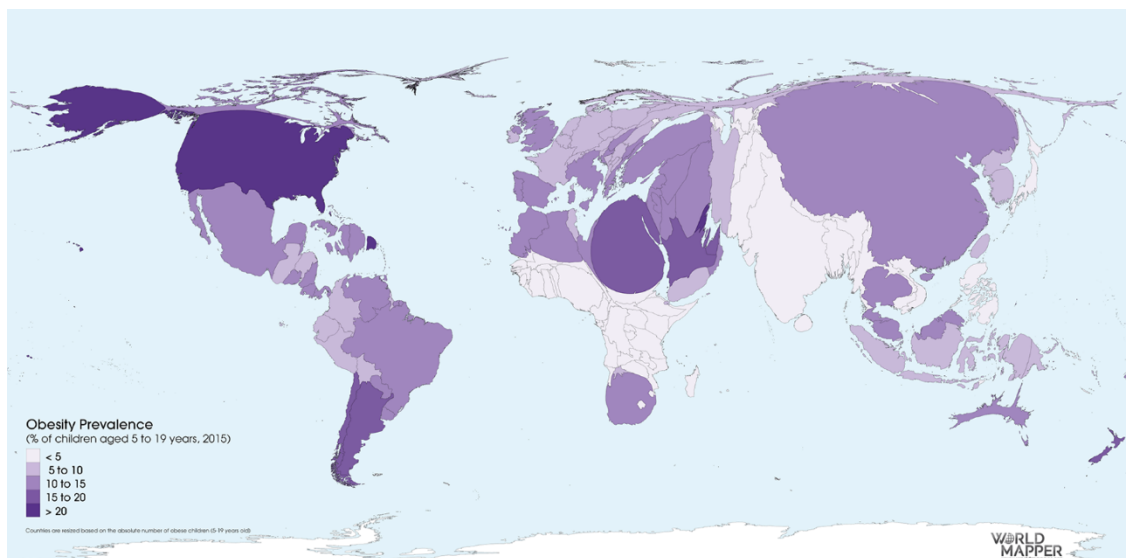 Obesity Prevalence
(% of children aged 5 to 19 years, 2015)
< 5
5 to 10
10 to 15
15 to 20
> 20
Countries are resized based on the absolute number of obese children (5-19 years old)
WORLD
MAPPER